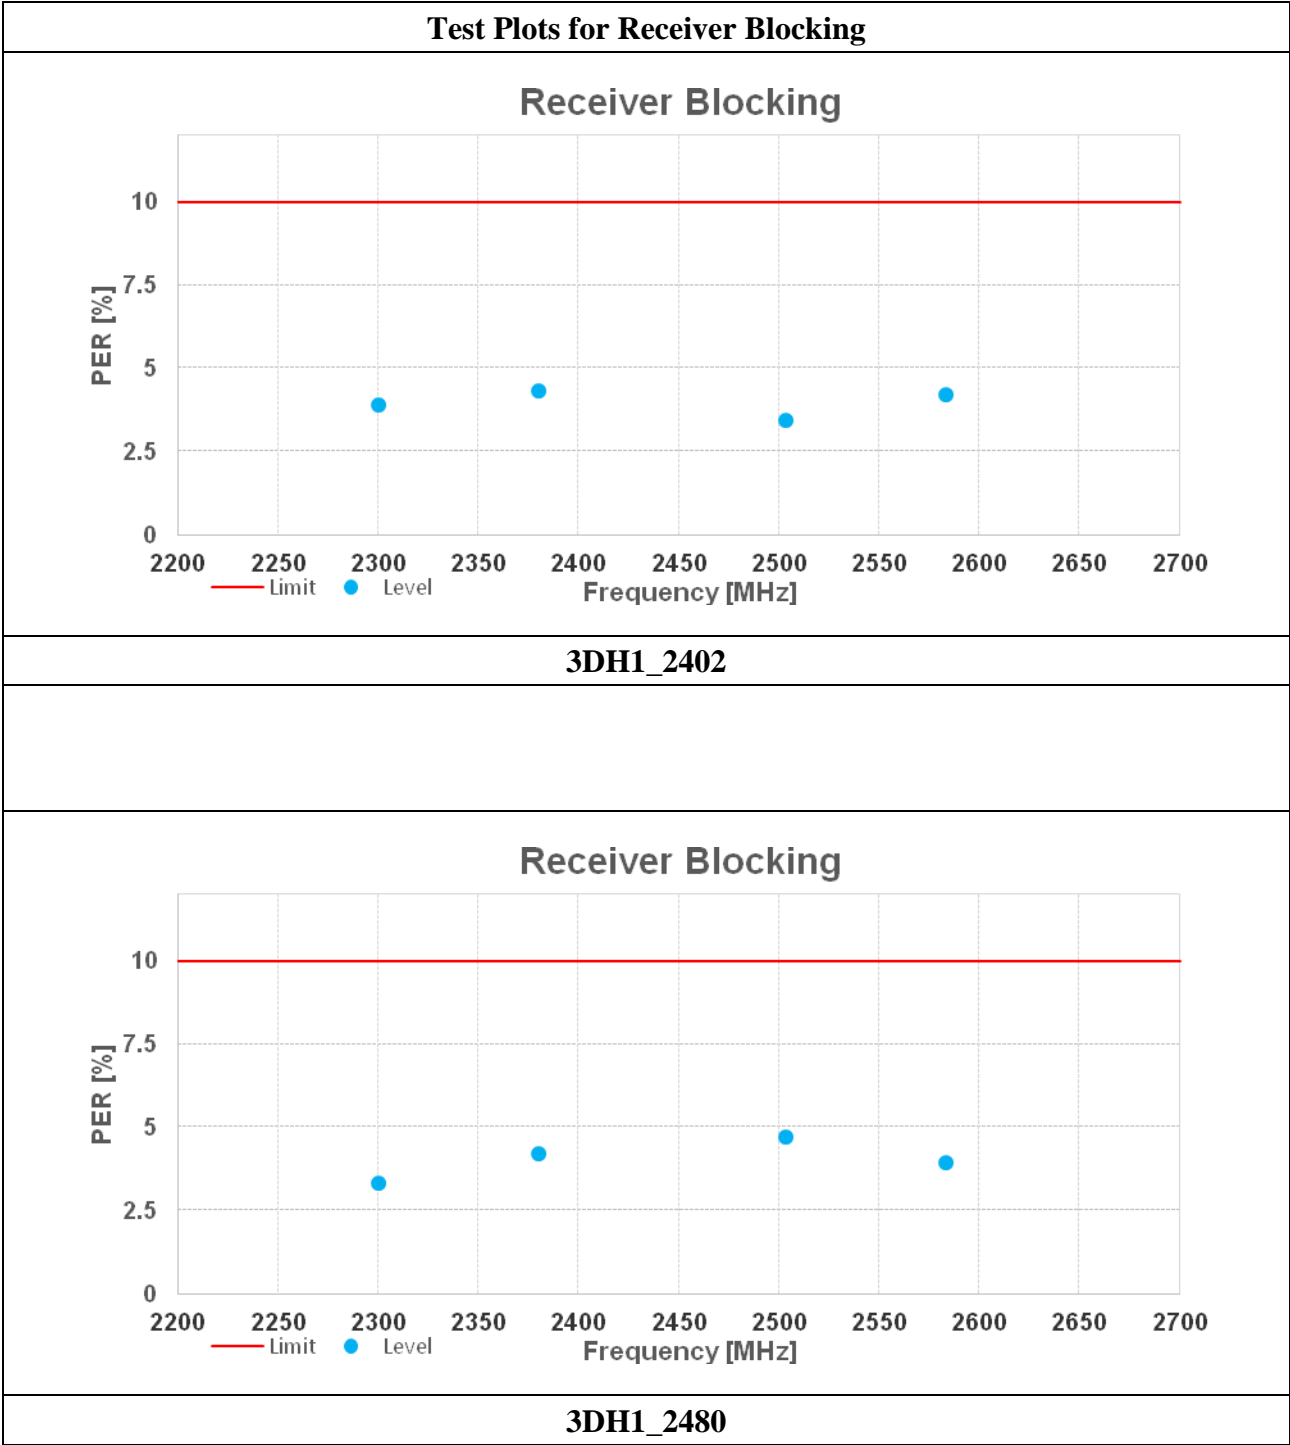 Test Plots for Receiver Blocking
Receiver Blocking
10
7.5
5
2.5
0
PER [%]
2200 2250 2300 2350 2400 2450 2500 2550 2600 2650 2700
Limit Level Frequency [MHz]
3DH1_2402
Receiver Blocking
10
7.5
5
2.5
0
PER [%]
2200 2250 2300 2350 2400 2450 2500 2550 2600 2650 2700
Limit Level Frequency [MHz]
3DH1_2480